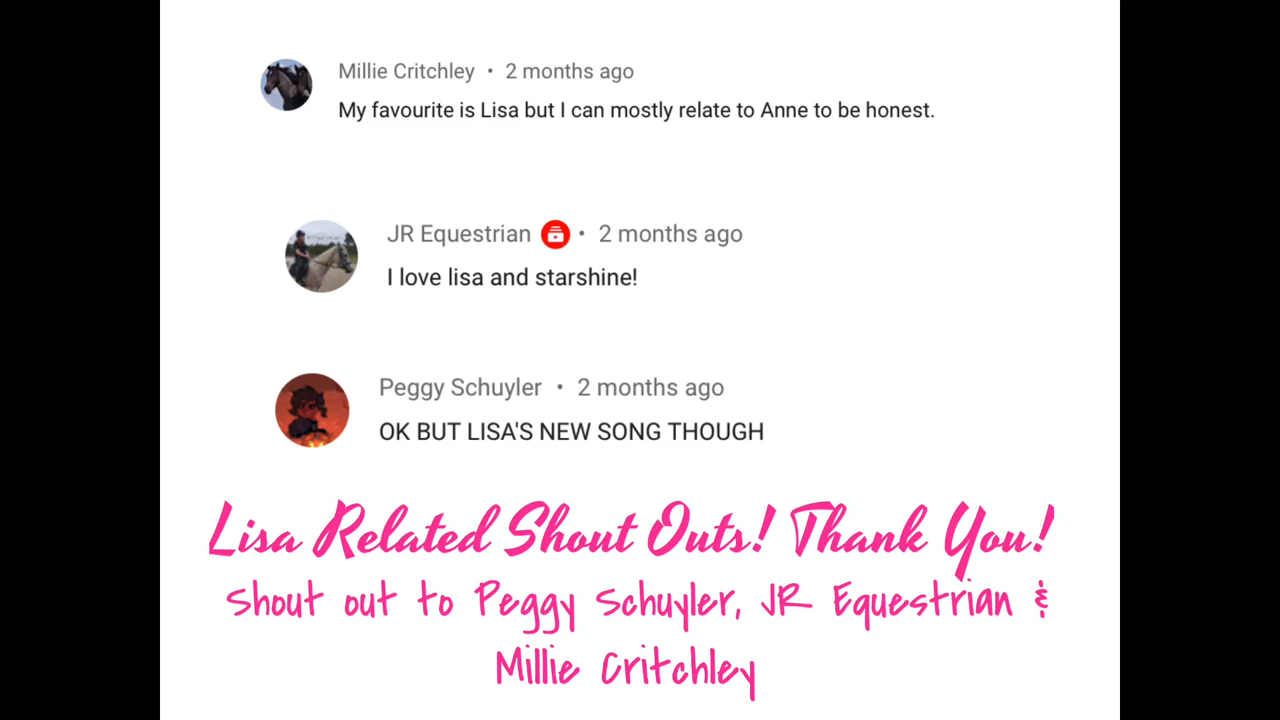 Millie Critchley • 2 months ago
My favourite is Lisa but I can mostly relate to Anne to be honest.
JR Equestrian • 2 months ago
I love lisa and starshine!
Peggy Schuyler • 2 months ago
OK BUT LISA'S NEW SONG THOUGH
Lisa Related Shout Outs! Thank You!
Shout out to Peggy Schuyler, JR Equestrian &
Millie Critchley